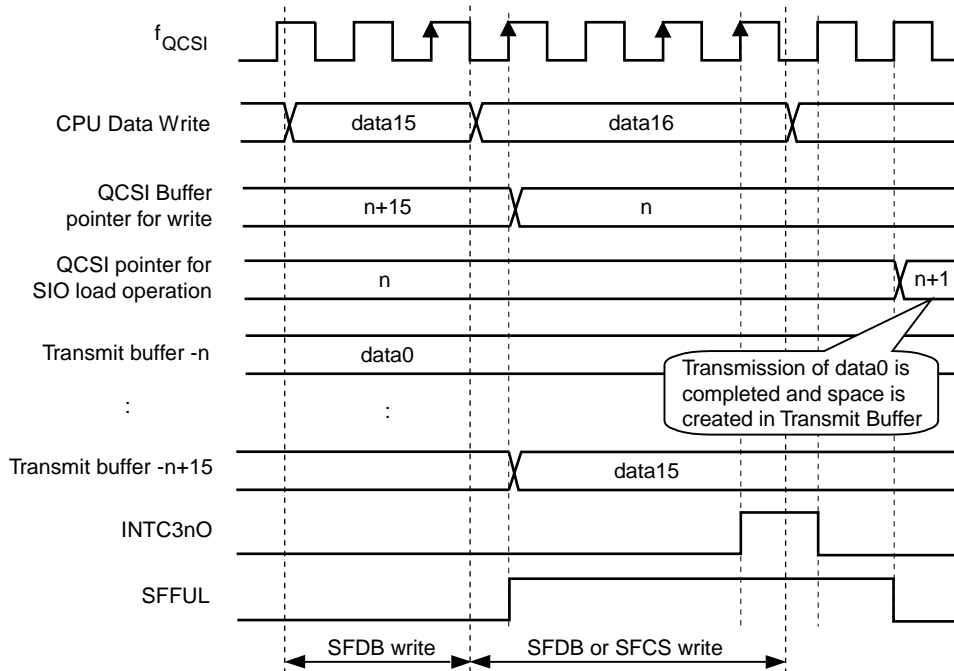 fQCSI
CPU Data Write
data15
data16
QCSI Buffer
pointer for write
n+15
n
QCSI pointer for
SIO load operation
n
n+1
Transmit buffer -n
data0
Transmission of data0 is
completed and space is
created in Transmit Buffer
:
:
Transmit buffer -n+15
data15
INTC3nO
SFFUL
SFDB write
SFDB or SFCS write